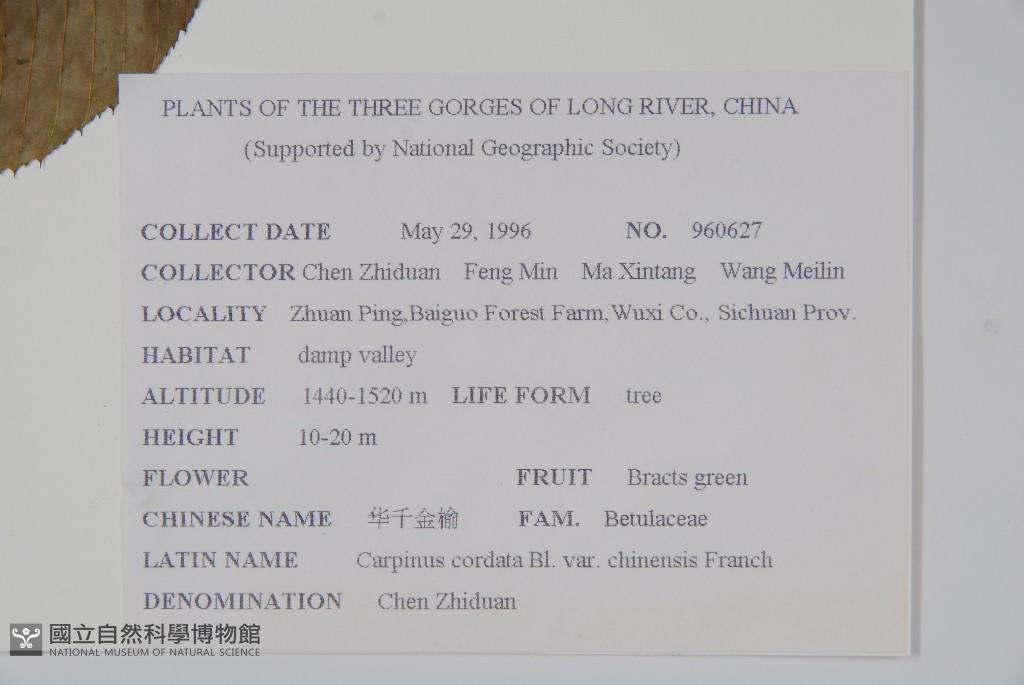 PLANTS OF THE THREE GORGES OF LONG RIVER, CHINA
(Supported by National Geographic Society)
COLLECT DATE May 29, 1996 NO. 960627
COLLECTOR Chen Zhiduan Feng Min Ma Xintang Wang Meilin
LOCALITY Zhuan Ping,Baiguo Forest Farm,Wuxi Co., Sichuan Prov.
HABITAT damp valley
ALTITUDE 1440-1520 m LIFE FORM tree
HEIGHT 10-20 m
FLOWER FRUIT Bracts green
CHINESE NAME 华千金榆 FAM. Betulaceae
LATIN NAME Carpinus cordata Bl. var. chinensis Franch
DENOMINATION Chen Zhiduan
國立自然科學博物館
NATIONAL MUSEUM OF NATURAL SCIENCE